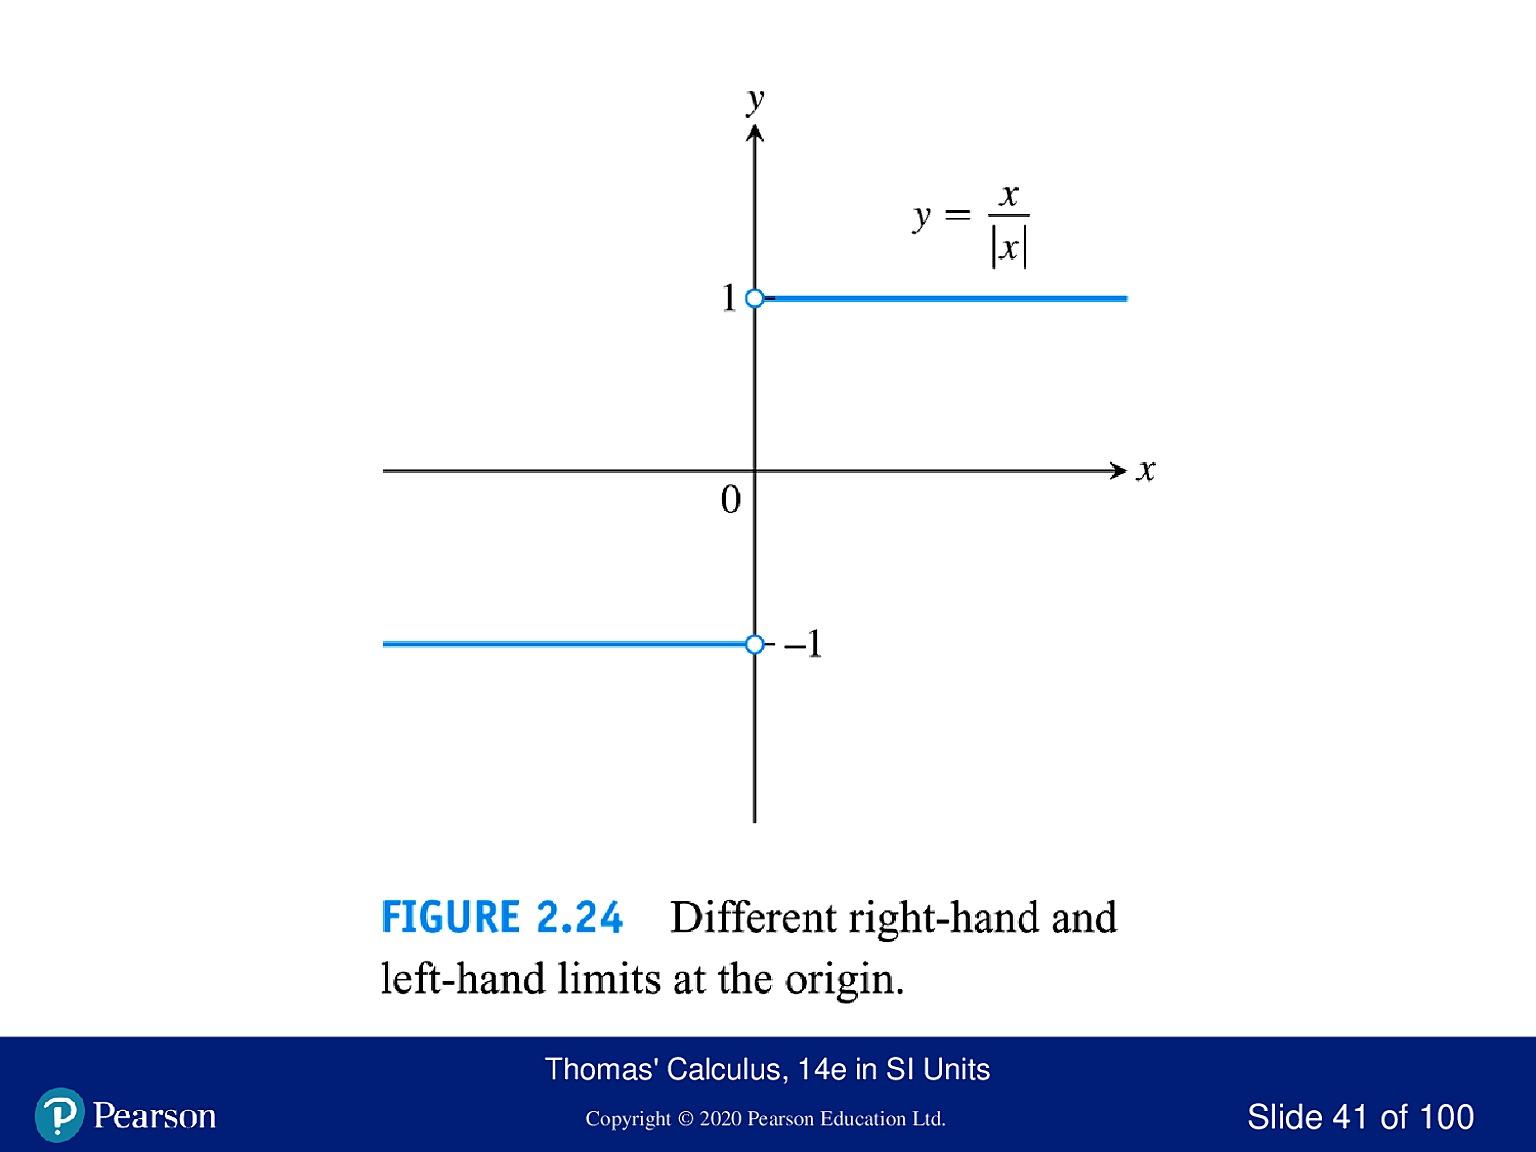 y
y = x/|x|
1
x
0
–1
FIGURE 2.24 Different right-hand and
left-hand limits at the origin.
Thomas' Calculus, 14e in SI Units
Pearson
Copyright © 2020 Pearson Education Ltd.
Slide 41 of 100